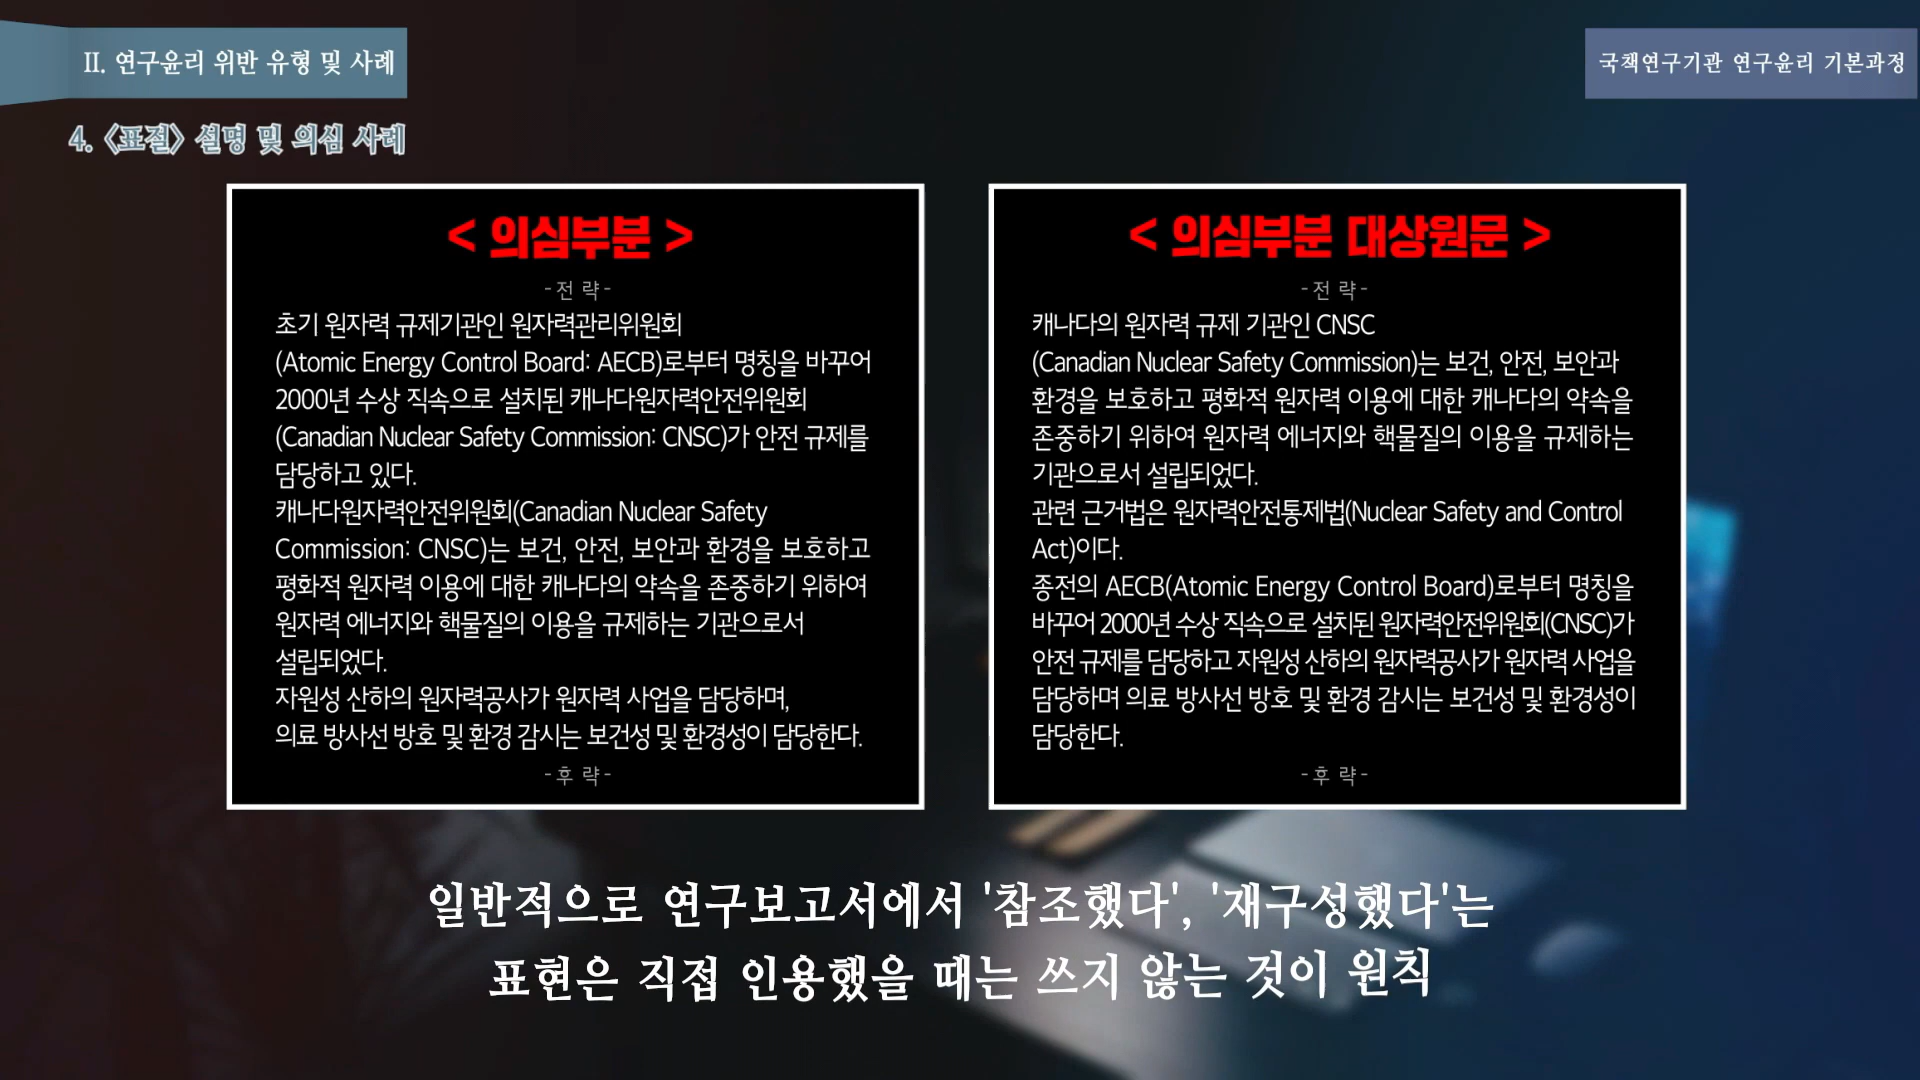 II. 연구윤리 위반 유형 및 사례
국책연구기관 연구윤리 기본과정
4.〈표절〉 설명 및 의심 사례
< 의심부분 >
- 전 략 -
초기 원자력 규제기관인 원자력관리위원회
(Atomic Energy Control Board: AECB)로부터 명칭을 바꾸어
2000년 수상 직속으로 설치된 캐나다원자력안전위원회
(Canadian Nuclear Safety Commission: CNSC)가 안전 규제를
담당하고 있다.
캐나다원자력안전위원회(Canadian Nuclear Safety
Commission: CNSC)는 보건, 안전, 보안과 환경을 보호하고
평화적 원자력 이용에 대한 캐나다의 약속을 존중하기 위하여
원자력 에너지와 핵물질의 이용을 규제하는 기관으로서
설립되었다.
자원성 산하의 원자력공사가 원자력 사업을 담당하며,
의료 방사선 방호 및 환경 감시는 보건성 및 환경성이 담당한다.
- 후 략 -
< 의심부분 대상원문 >
- 전 략 -
캐나다의 원자력 규제 기관인 CNSC
(Canadian Nuclear Safety Commission)는 보건, 안전, 보안과
환경을 보호하고 평화적 원자력 이용에 대한 캐나다의 약속을
존중하기 위하여 원자력 에너지와 핵물질의 이용을 규제하는
기관으로서 설립되었다.
관련 근거법은 원자력안전통제법(Nuclear Safety and Control
Act)이다.
종전의 AECB(Atomic Energy Control Board)로부터 명칭을
바꾸어 2000년 수상 직속으로 설치된 원자력안전위원회(CNSC)가
안전 규제를 담당하고 자원성 산하의 원자력공사가 원자력 사업을
담당하며 의료 방사선 방호 및 환경 감시는 보건성 및 환경성이
담당한다.
- 후 략 -
일반적으로 연구보고서에서 '참조했다', '재구성했다'는
표현은 직접 인용했을 때는 쓰지 않는 것이 원칙